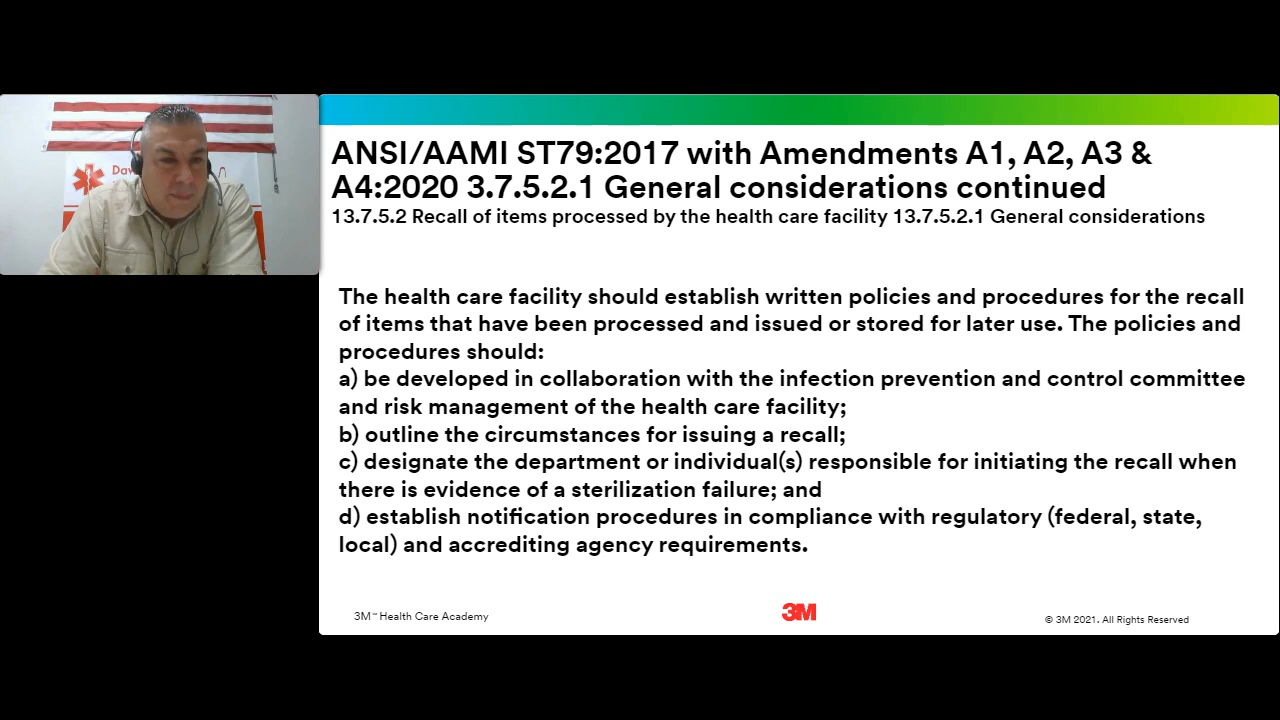 ANSI/AAMI ST79:2017 with Amendments A1, A2, A3 &
A4:2020 3.7.5.2.1 General considerations continued
13.7.5.2 Recall of items processed by the health care facility 13.7.5.2.1 General considerations
The health care facility should establish written policies and procedures for the recall
of items that have been processed and issued or stored for later use. The policies and
procedures should:
a) be developed in collaboration with the infection prevention and control committee
and risk management of the health care facility;
b) outline the circumstances for issuing a recall;
c) designate the department or individual(s) responsible for initiating the recall when
there is evidence of a sterilization failure; and
d) establish notification procedures in compliance with regulatory (federal, state,
local) and accrediting agency requirements.
3M™ Health Care Academy
3M
© 3M 2021. All Rights Reserved